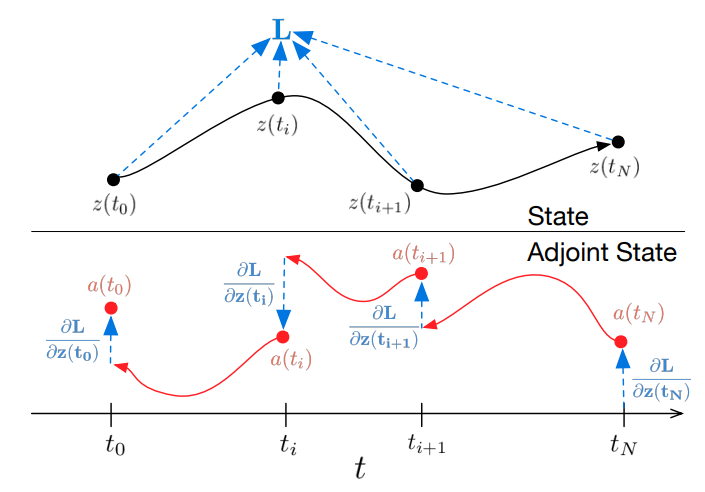 L
z(t_i)
z(t_N)
z(t_0)
z(t_{i+1})
State
Adjoint State
a(t_{i+1})
∂L/∂z(t_i)
a(t_0)
a(t_N)
∂L/∂z(t_0)
∂L/∂z(t_{i+1})
a(t_i)
∂L/∂z(t_N)
t_0 t_i t_{i+1} t_N
t